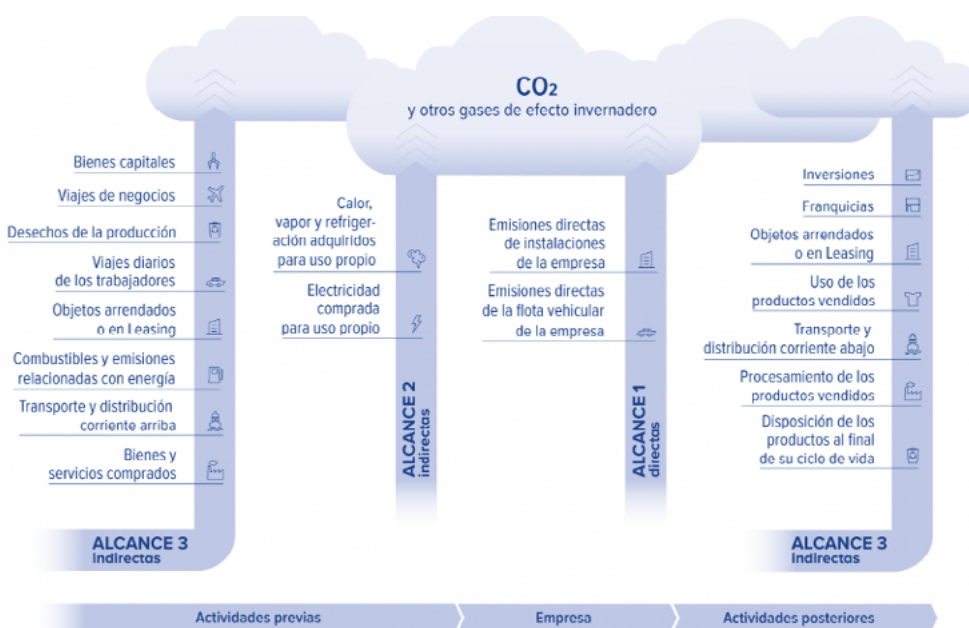 CO₂
y otros gases de efecto invernadero
Bienes capitales
Viajes de negocios
Desechos de la producción
Viajes diarios
de los trabajadores
Objetos arrendados
o en Leasing
Combustibles y emisiones
relacionadas con energía
Transporte y distribución
corriente arriba
Bienes y
servicios comprados
ALCANCE 3
indirectas
Calor,
vapor y refriger-
ación adquiridos
para uso propio
Electricidad
comprada
para uso propio
ALCANCE 2
indirectas
Emisiones directas
de instalaciones
de la empresa
Emisiones directas
de la flota vehicular
de la empresa
ALCANCE 1
directas
Inversiones
Franquicias
Objetos arrendados
o en Leasing
Uso de los
productos vendidos
Transporte y
distribución corriente abajo
Procesamiento de los
productos vendidos
Disposición de los
productos al final
de su ciclo de vida
ALCANCE 3
indirectas
Actividades previas
Empresa
Actividades posteriores